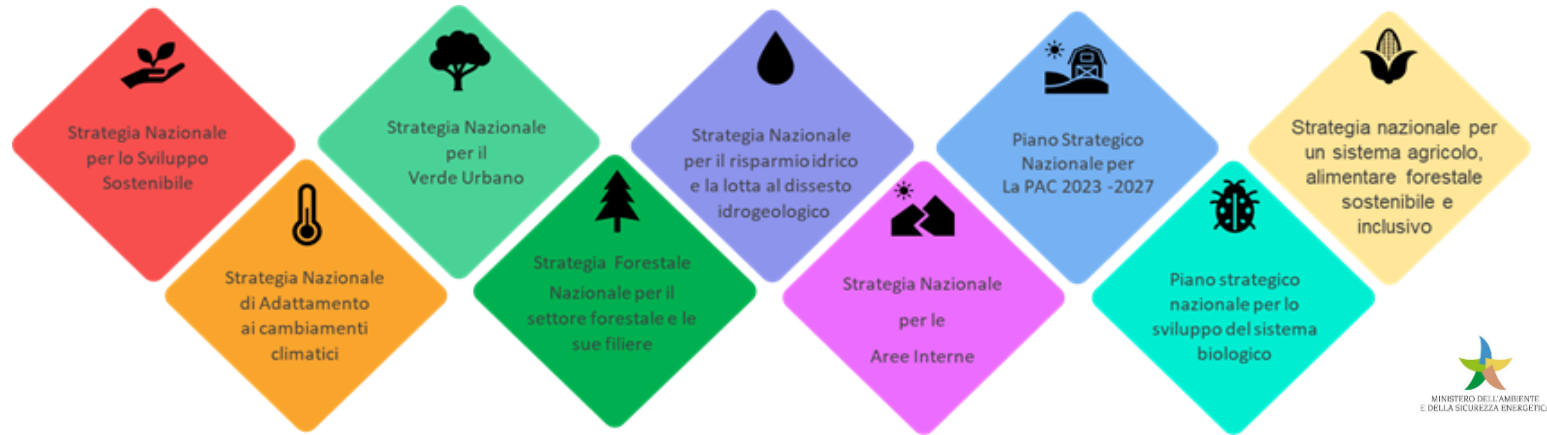 Strategia Nazionale
per lo Sviluppo
Sostenibile
Strategia Nazionale
di Adattamento
ai cambiamenti
climatici
Strategia Nazionale
per il
Verde Urbano
Strategia Forestale
Nazionale per il
settore forestale e le
sue filiere
Strategia Nazionale
per il risparmio idrico
e la lotta al dissesto
idrogeologico
Strategia Nazionale
per le
Aree Interne
Piano Strategico
Nazionale per
La PAC 2023 -2027
Piano strategico
nazionale per lo
sviluppo del sistema
biologico
Strategia nazionale per
un sistema agricolo,
alimentare forestale
sostenibile e
inclusivo
MINISTERO DELL'AMBIENTE
E DELLA SICUREZZA ENERGETIC